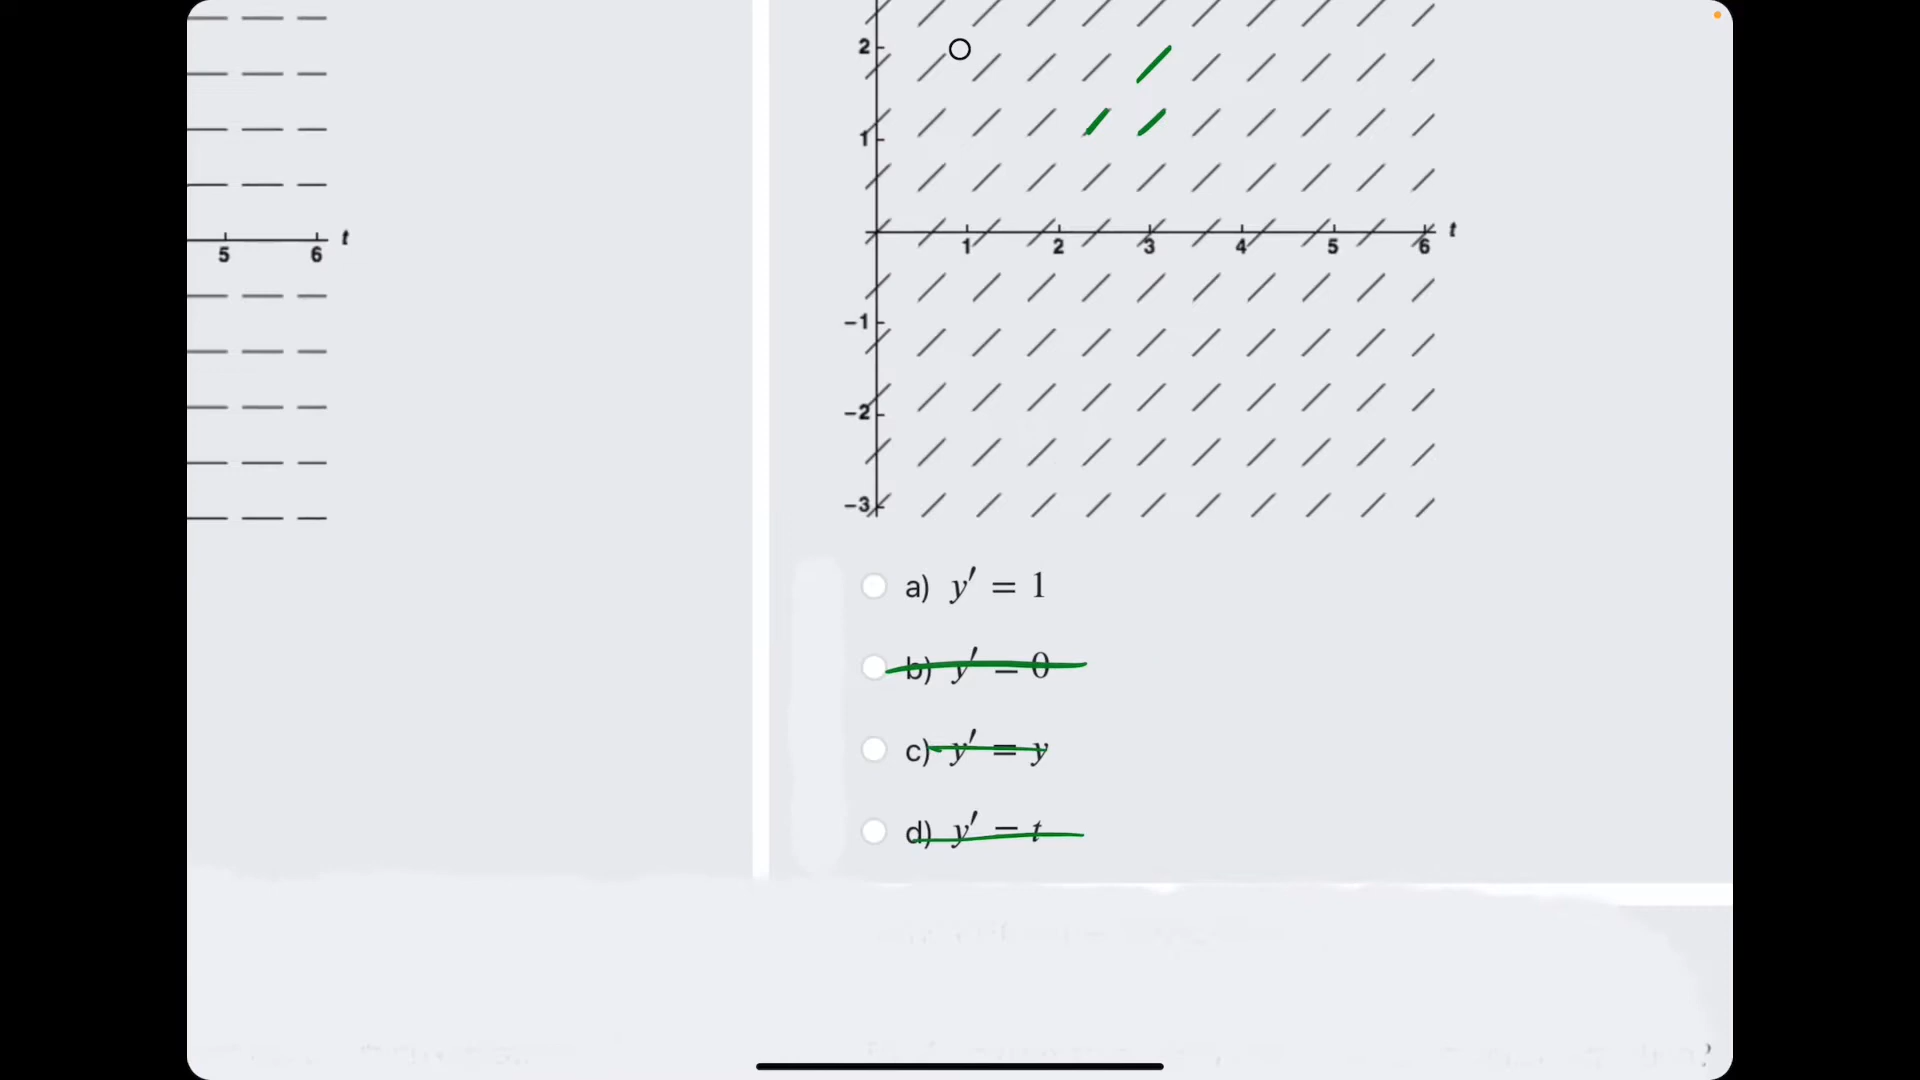 2
1
t
1 2 3 4 5 6
5 6 t
-1
-2
-3
a) y′ = 1
b) y′ = 0
c) y′ = y
d) y′ = t
?